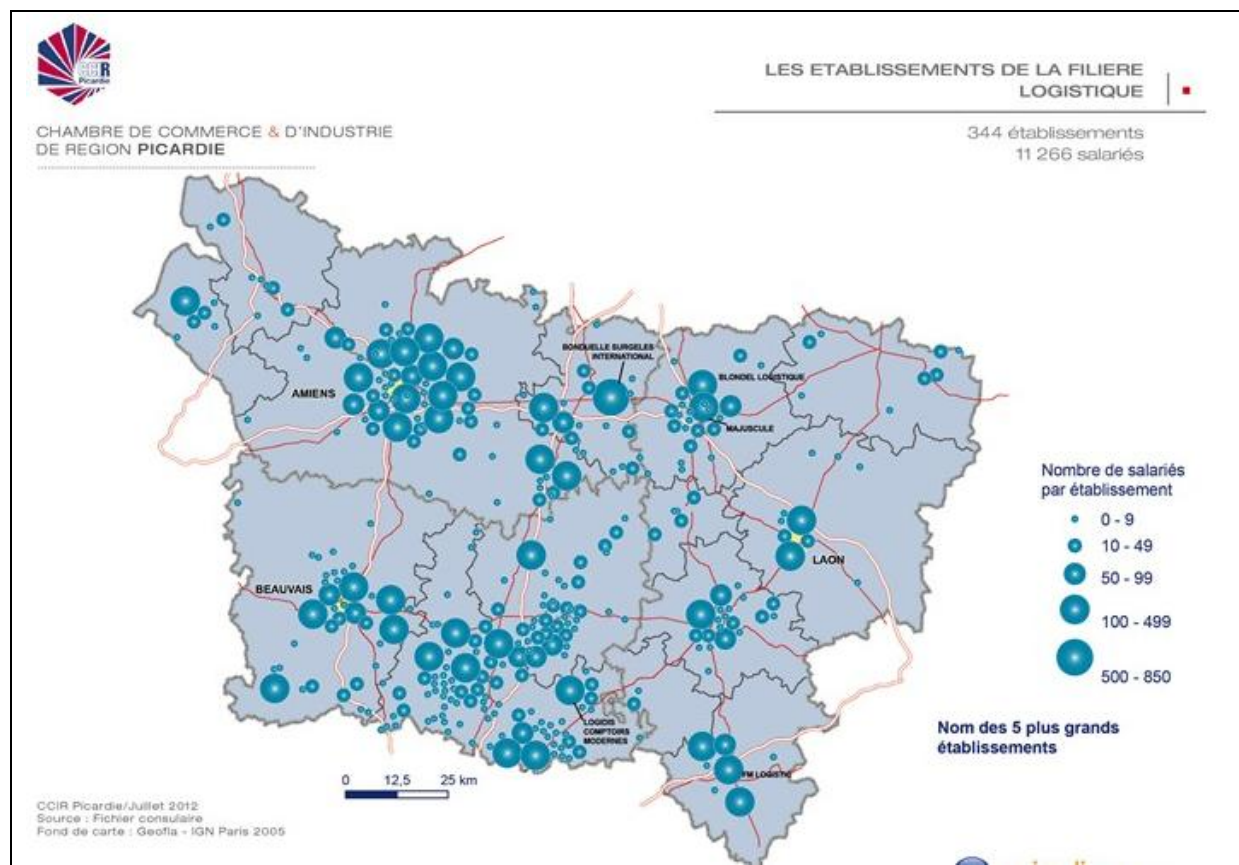 CCIR
Picardie
CHAMBRE DE COMMERCE & D'INDUSTRIE
DE REGION PICARDIE
LES ETABLISSEMENTS DE LA FILIERE
LOGISTIQUE
344 établissements
11 266 salariés
BONDUELLE SURGELES
INTERNATIONAL
BLONDEL LOGISTIQUE
AMIENS
MAJUSCULE
LAON
BEAUVAIS
LOGIDIS
COMPTOIRS
MODERNES
FM LOGISTIC
Nombre de salariés
par établissement
0 - 9
10 - 49
50 - 99
100 - 499
500 - 850
Nom des 5 plus grands
établissements
0 12,5 25 km
CCIR Picardie/Juillet 2012
Source : Fichier consulaire
Fond de carte : Geofla - IGN Paris 2005